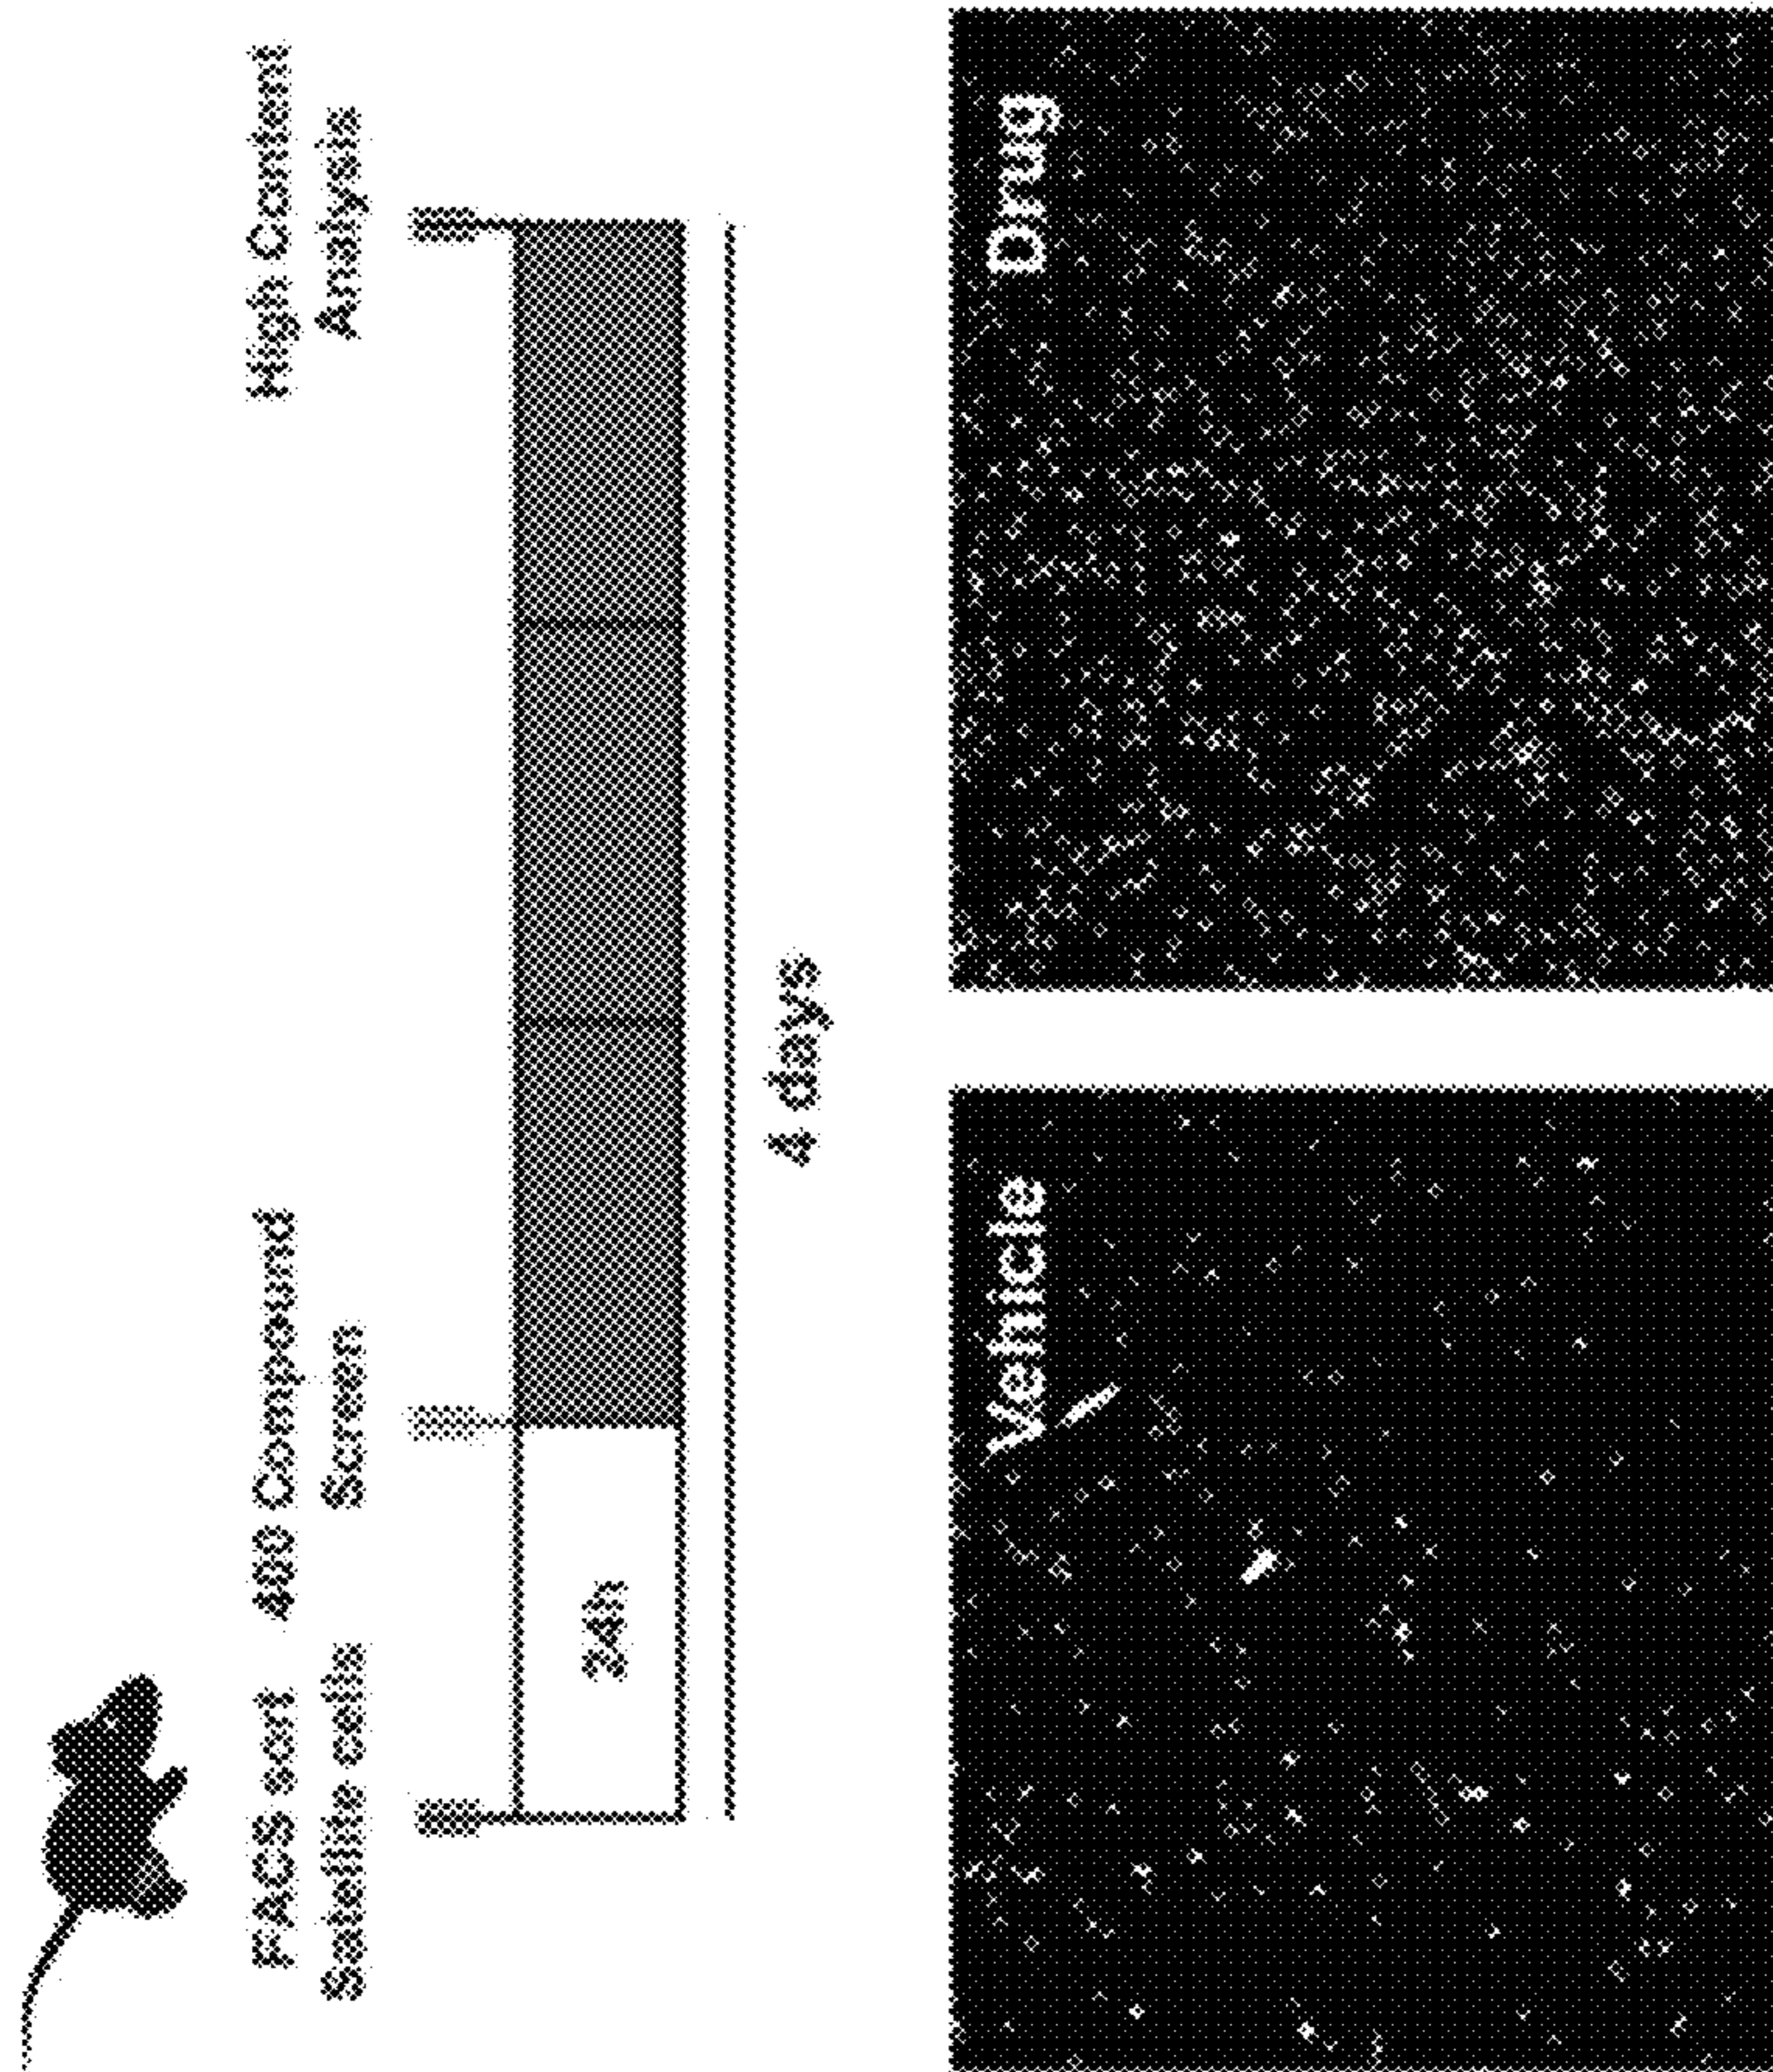 FACS sort
Satellite cells
400 Compound
Screen
High Content
Analysis
24h
4 days
Vehicle
Drug